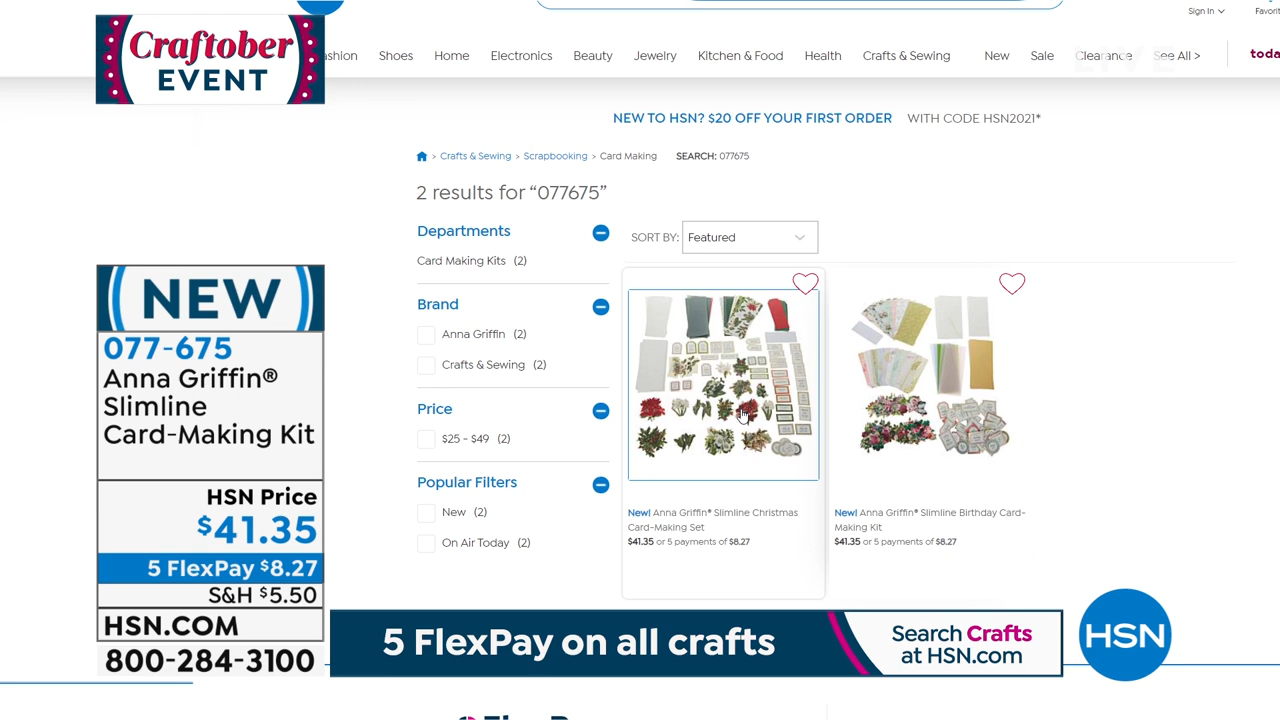 Craftober
EVENT
Sign In
ashion Shoes Home Electronics Beauty Jewelry Kitchen & Food Health Crafts & Sewing New Sale Clearance See All >
LIVE
NEW TO HSN? $20 OFF YOUR FIRST ORDER WITH CODE HSN2021*
> Crafts & Sewing > Scrapbooking > Card Making SEARCH: 077675
2 results for “077675”
Departments
Card Making Kits (2)
Brand
Anna Griffin (2)
Crafts & Sewing (2)
Price
$25 - $49 (2)
Popular Filters
New (2)
On Air Today (2)
SORT BY: Featured
New! Anna Griffin® Slimline Christmas
Card-Making Set
$41.35 or 5 payments of $8.27
New! Anna Griffin® Slimline Birthday Card-
Making Kit
$41.35 or 5 payments of $8.27
NEW
077-675
Anna Griffin®
Slimline
Card-Making Kit
HSN Price
$41.35
5 FlexPay $8.27
S&H $5.50
HSN.COM
800-284-3100
5 FlexPay on all crafts
Search Crafts
at HSN.com
HSN